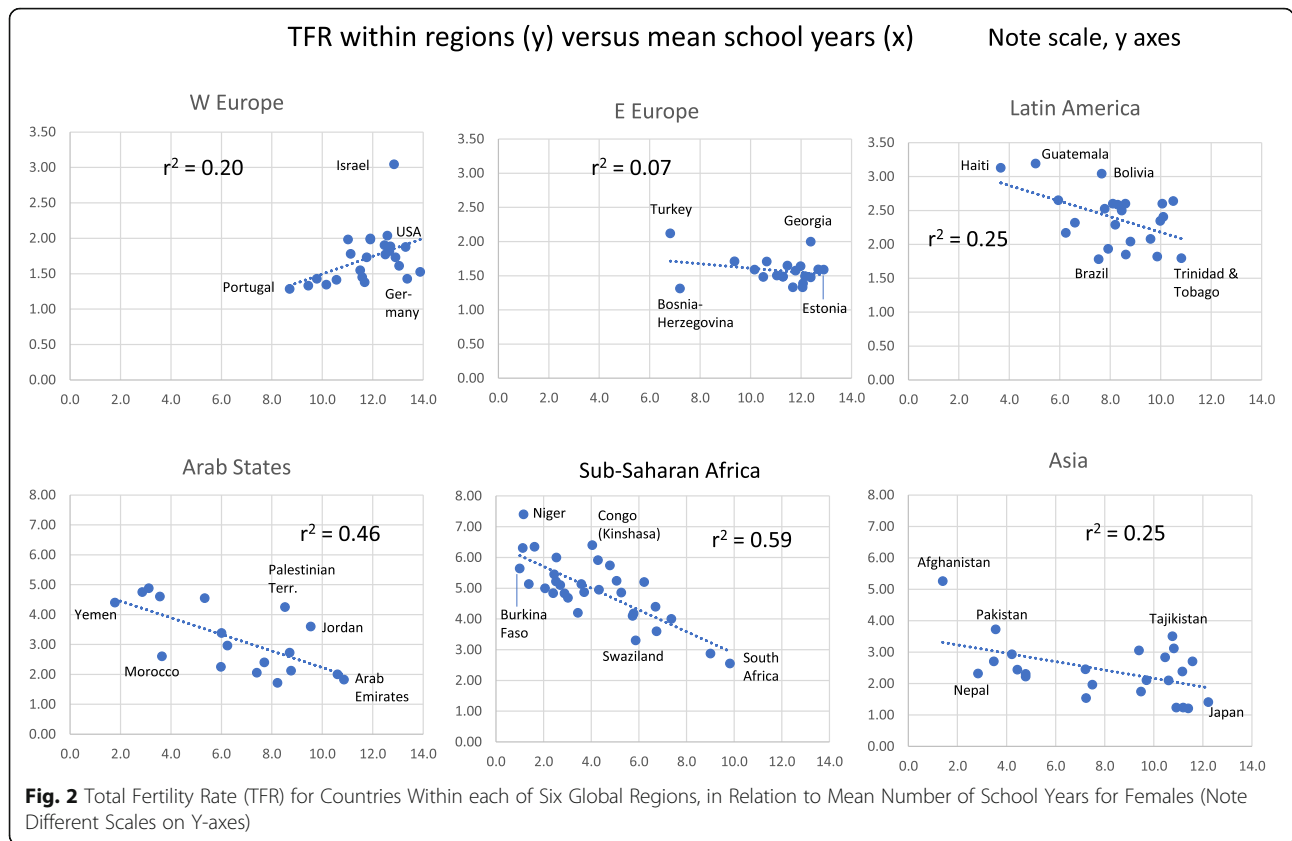 TFR within regions (y) versus mean school years (x)
Note scale, y axes
W Europe
3.50
3.00
2.50
2.00
1.50
1.00
0.50
0.00
0.0 2.0 4.0 6.0 8.0 10.0 12.0 14.0
r² = 0.20
Israel
USA
Portugal
Ger-
many
E Europe
3.50
3.00
2.50
2.00
1.50
1.00
0.50
0.00
0.0 2.0 4.0 6.0 8.0 10.0 12.0 14.0
r² = 0.07
Turkey
Georgia
Bosnia-
Herzegovina
Estonia
Latin America
3.50
3.00
2.50
2.00
1.50
1.00
0.50
0.00
0.0 2.0 4.0 6.0 8.0 10.0 12.0 14.0
Haiti
Guatemala
Bolivia
r² = 0.25
Brazil
Trinidad &
Tobago
Arab States
8.00
7.00
6.00
5.00
4.00
3.00
2.00
1.00
0.00
0.0 2.0 4.0 6.0 8.0 10.0 12.0 14.0
r² = 0.46
Palestinian
Terr.
Yemen
Jordan
Morocco
Arab
Emirates
Sub-Saharan Africa
8.00
7.00
6.00
5.00
4.00
3.00
2.00
1.00
0.00
0.0 2.0 4.0 6.0 8.0 10.0 12.0 14.0
Niger
Congo
(Kinshasa)
r² = 0.59
Burkina
Faso
Swaziland
South
Africa
Asia
8.00
7.00
6.00
5.00
4.00
3.00
2.00
1.00
0.00
0.0 2.0 4.0 6.0 8.0 10.0 12.0 14.0
r² = 0.25
Afghanistan
Pakistan
Tajikistan
Nepal
Japan
Fig. 2 Total Fertility Rate (TFR) for Countries Within each of Six Global Regions, in Relation to Mean Number of School Years for Females (Note
Different Scales on Y-axes)